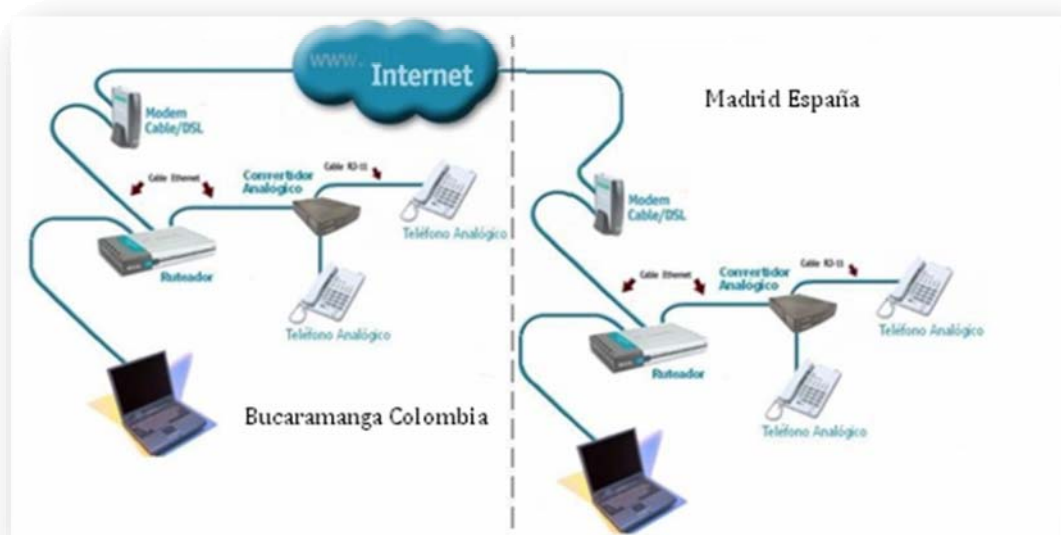 www.
Internet
Modem
Cable/DSL
Cable Ethernet
Convertidor
Analógico
Cable RJ-11
Teléfono Analógico
Ruteador
Teléfono Analógico
Bucaramanga Colombia
Madrid España
Modem
Cable/DSL
Cable Ethernet
Convertidor
Analógico
Cable RJ-11
Teléfono Analógico
Ruteador
Teléfono Analógico